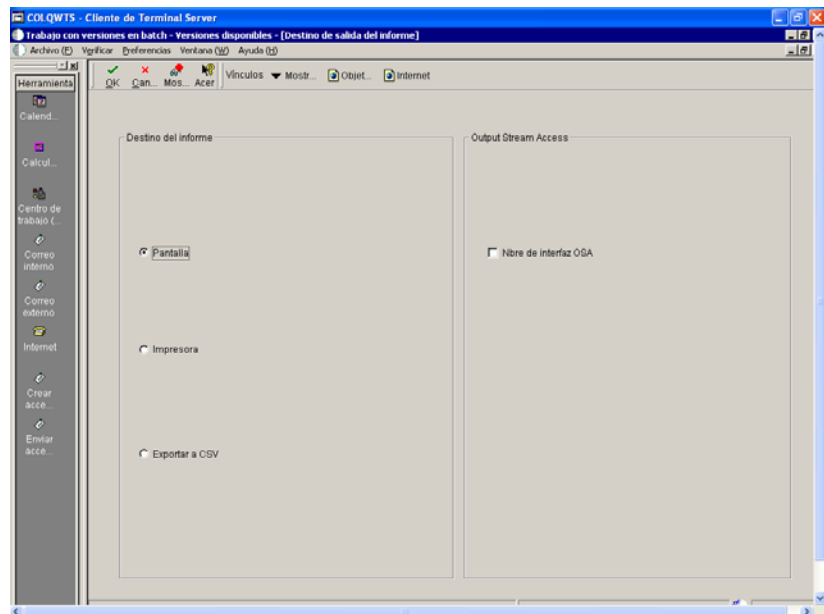 COLQWTS - Cliente de Terminal Server
Trabajo con versiones en batch - Versiones disponibles - [Destino de salida del informe]
Archivo (F) Verificar Preferencias Ventana (W) Ayuda (H)
Herramienta
OK Can... Mos... Acer Vínculos Mostr... Objet... Internet
Calend...
Calcul...
Centro de
trabajo (...
Correo
interno
Correo
externo
Internet
Crear
acce...
Enviar
acce...
Destino del informe
Pantalla
Impresora
Exportar a CSV
Output Stream Access
Nbre de interfaz OSA